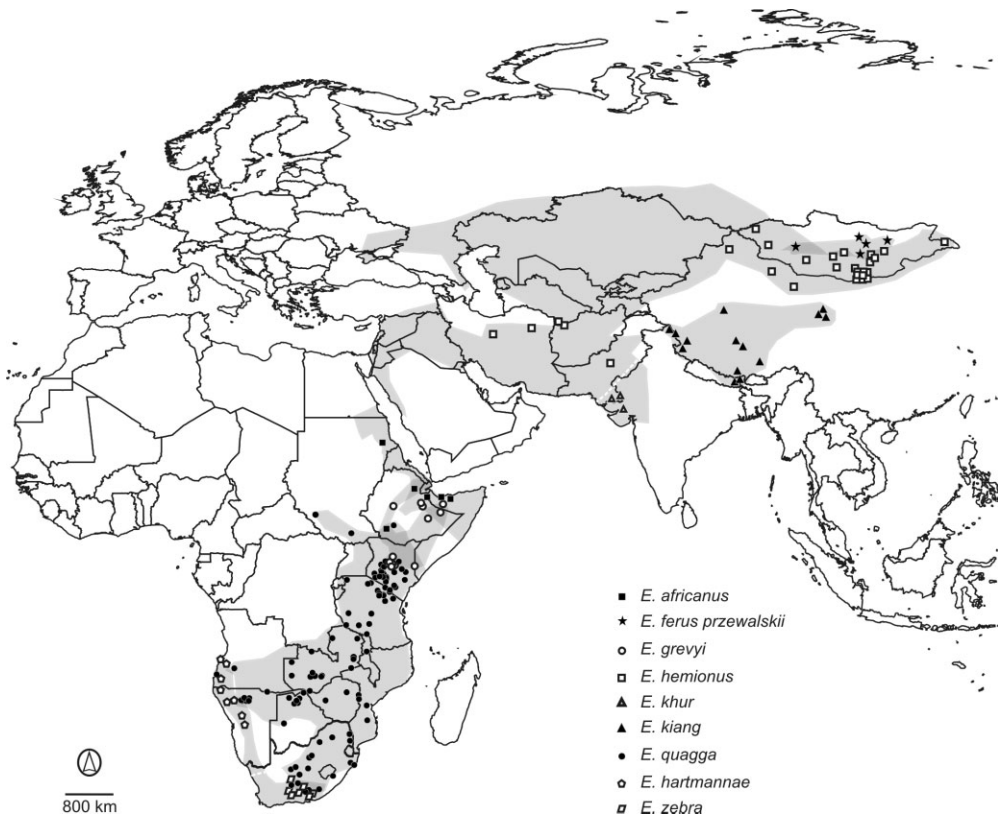 E. africanus
E. ferus przewalskii
E. grevyi
E. hemionus
E. khur
E. kiang
E. quagga
E. hartmannae
E. zebra
800 km